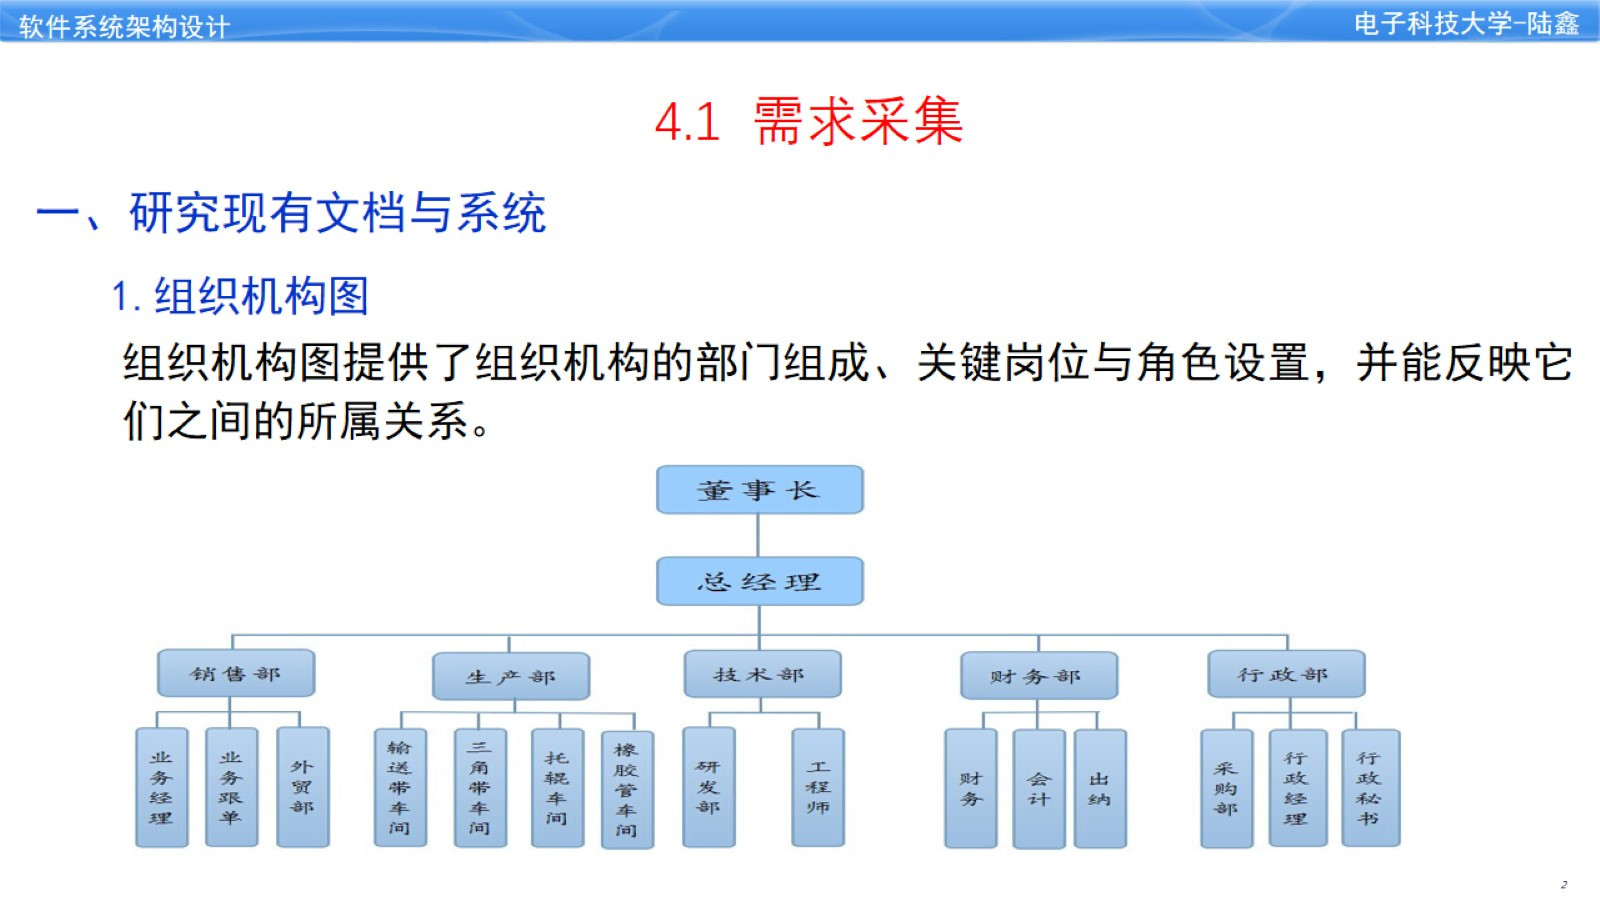 软件系统架构设计
电子科技大学-陆鑫
4.1 需求采集
一、研究现有文档与系统
1.组织机构图
组织机构图提供了组织机构的部门组成、关键岗位与角色设置，并能反映它
们之间的所属关系。
董事长
总经理
销售部
生产部
技术部
财务部
行政部
业务经理
业务跟单
外贸部
输送带车间
三角带车间
托辊车间
橡胶管车间
研发部
工程师
财务
会计
出纳
采购部
行政经理
行政秘书
2